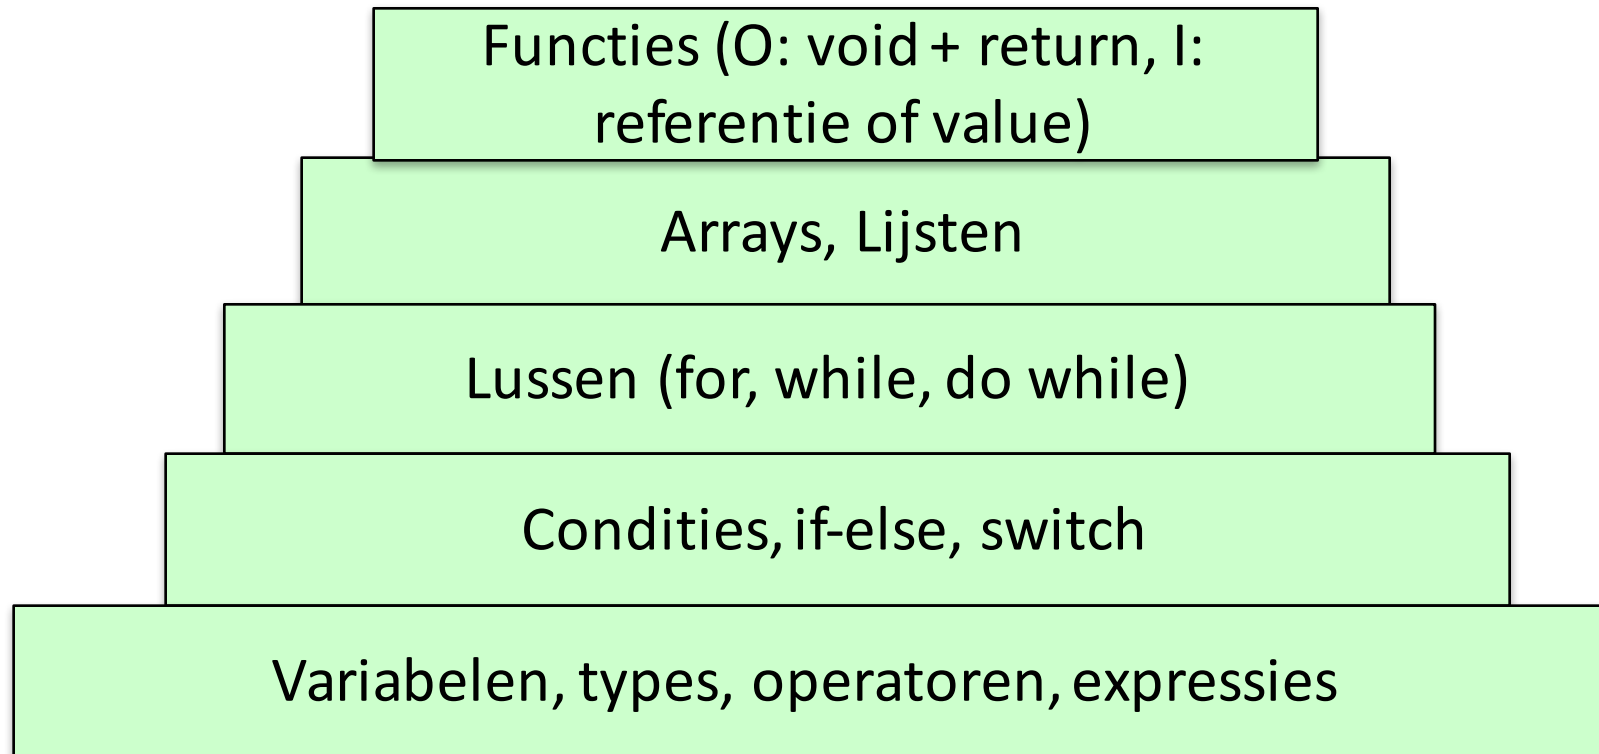 Functies (O: void + return, I:
referentie of value)
Arrays, Lijsten
Lussen (for, while, do while)
Condities, if-else, switch
Variabelen, types, operatoren, expressies